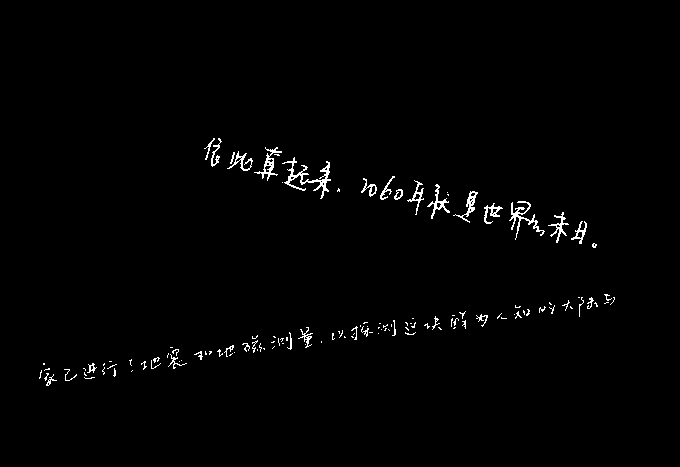 信此算起来，2060年就是世界的末日。
家已进行了地震和地磁测量，以探测这块鲜为人知的大陆与